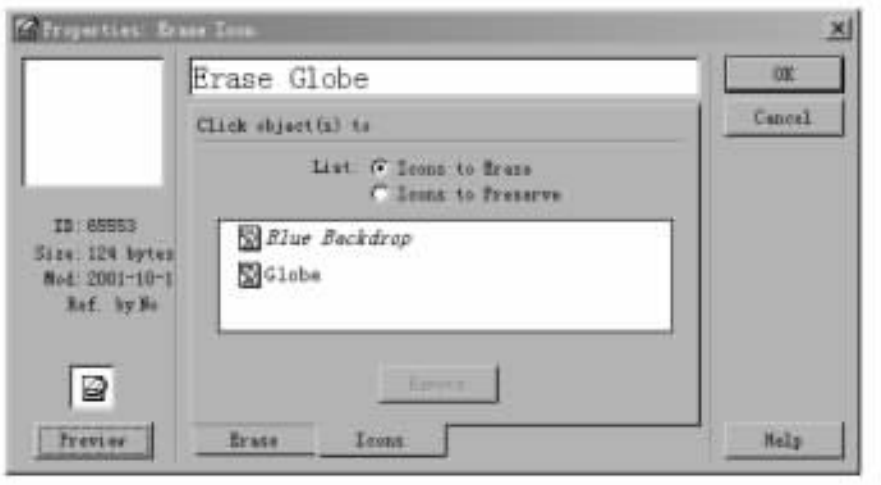 Properties: Erase Icon
Erase Globe
OK
Cancel
Click object(s) to
List: Icons to Erase
Icons to Preserve
Blue Backdrop
Globe
ID: 65553
Size: 124 bytes
Mod: 2001-10-1
Ref. by No
Remove
Preview
Erase
Icons
Help